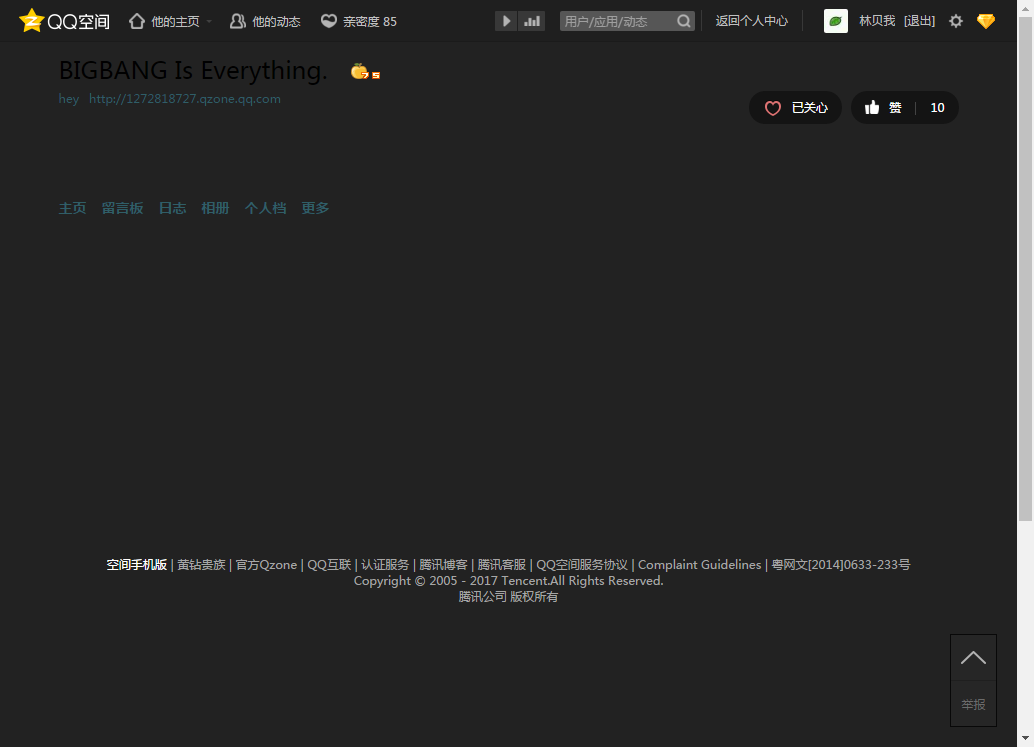 QQ空间 他的主页 他的动态 亲密度 85 用户/应用/动态 返回个人中心 林贝我 [退出]
BIGBANG Is Everything.
hey http://1272818727.qzone.qq.com
已关心 赞 | 10
主页 留言板 日志 相册 个人档 更多
空间手机版 | 黄钻贵族 | 官方Qzone | QQ互联 | 认证服务 | 腾讯博客 | 腾讯客服 | QQ空间服务协议 | Complaint Guidelines | 粤网文[2014]0633-233号
Copyright © 2005 - 2017 Tencent.All Rights Reserved.
腾讯公司 版权所有
举报